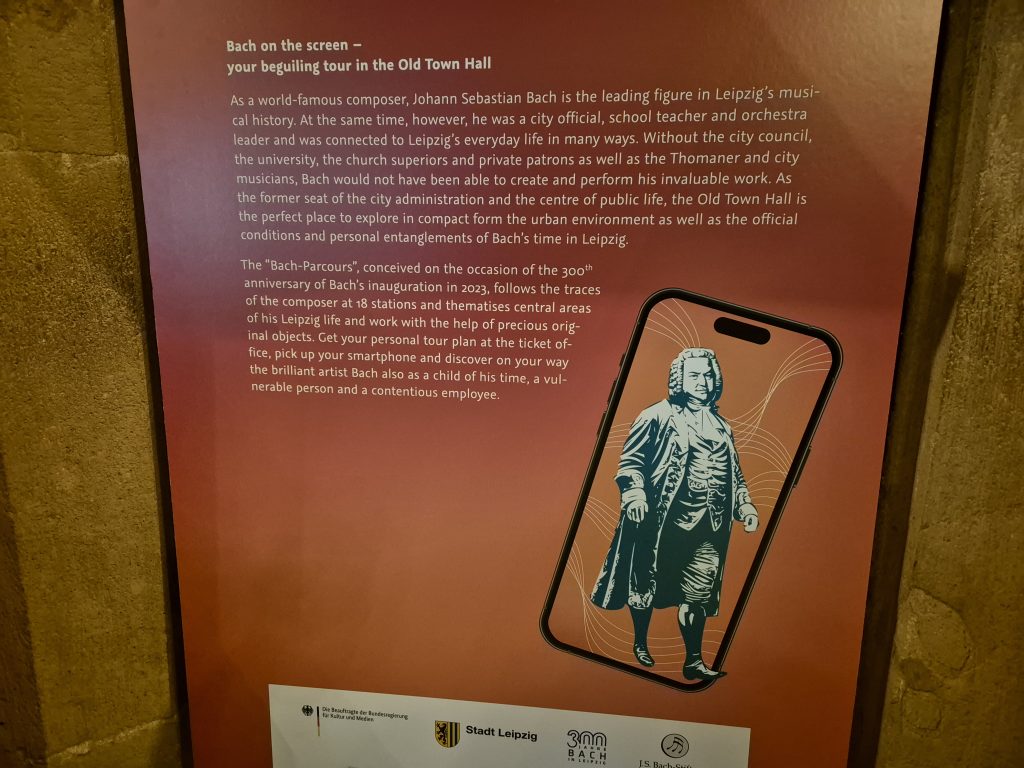 Bach on the screen –
your beguiling tour in the Old Town Hall
As a world-famous composer, Johann Sebastian Bach is the leading figure in Leipzig's musi-
cal history. At the same time, however, he was a city official, school teacher and orchestra
leader and was connected to Leipzig's everyday life in many ways. Without the city council,
the university, the church superiors and private patrons as well as the Thomaner and city
musicians, Bach would not have been able to create and perform his invaluable work. As
the former seat of the city administration and the centre of public life, the Old Town Hall is
the perfect place to explore in compact form the urban environment as well as the official
conditions and personal entanglements of Bach's time in Leipzig.
The "Bach-Parcours", conceived on the occasion of the 300th
anniversary of Bach's inauguration in 2023, follows the traces
of the composer at 18 stations and thematises central areas
of his Leipzig life and work with the help of precious orig-
inal objects. Get your personal tour plan at the ticket of-
fice, pick up your smartphone and discover on your way
the brilliant artist Bach also as a child of his time, a vul-
nerable person and a contentious employee.
Die Beauftragte der Bundesregierung
für Kultur und Medien
Stadt Leipzig
300
JAHRE
BACH
IN LEIPZIG
J.S. Bach-Stif